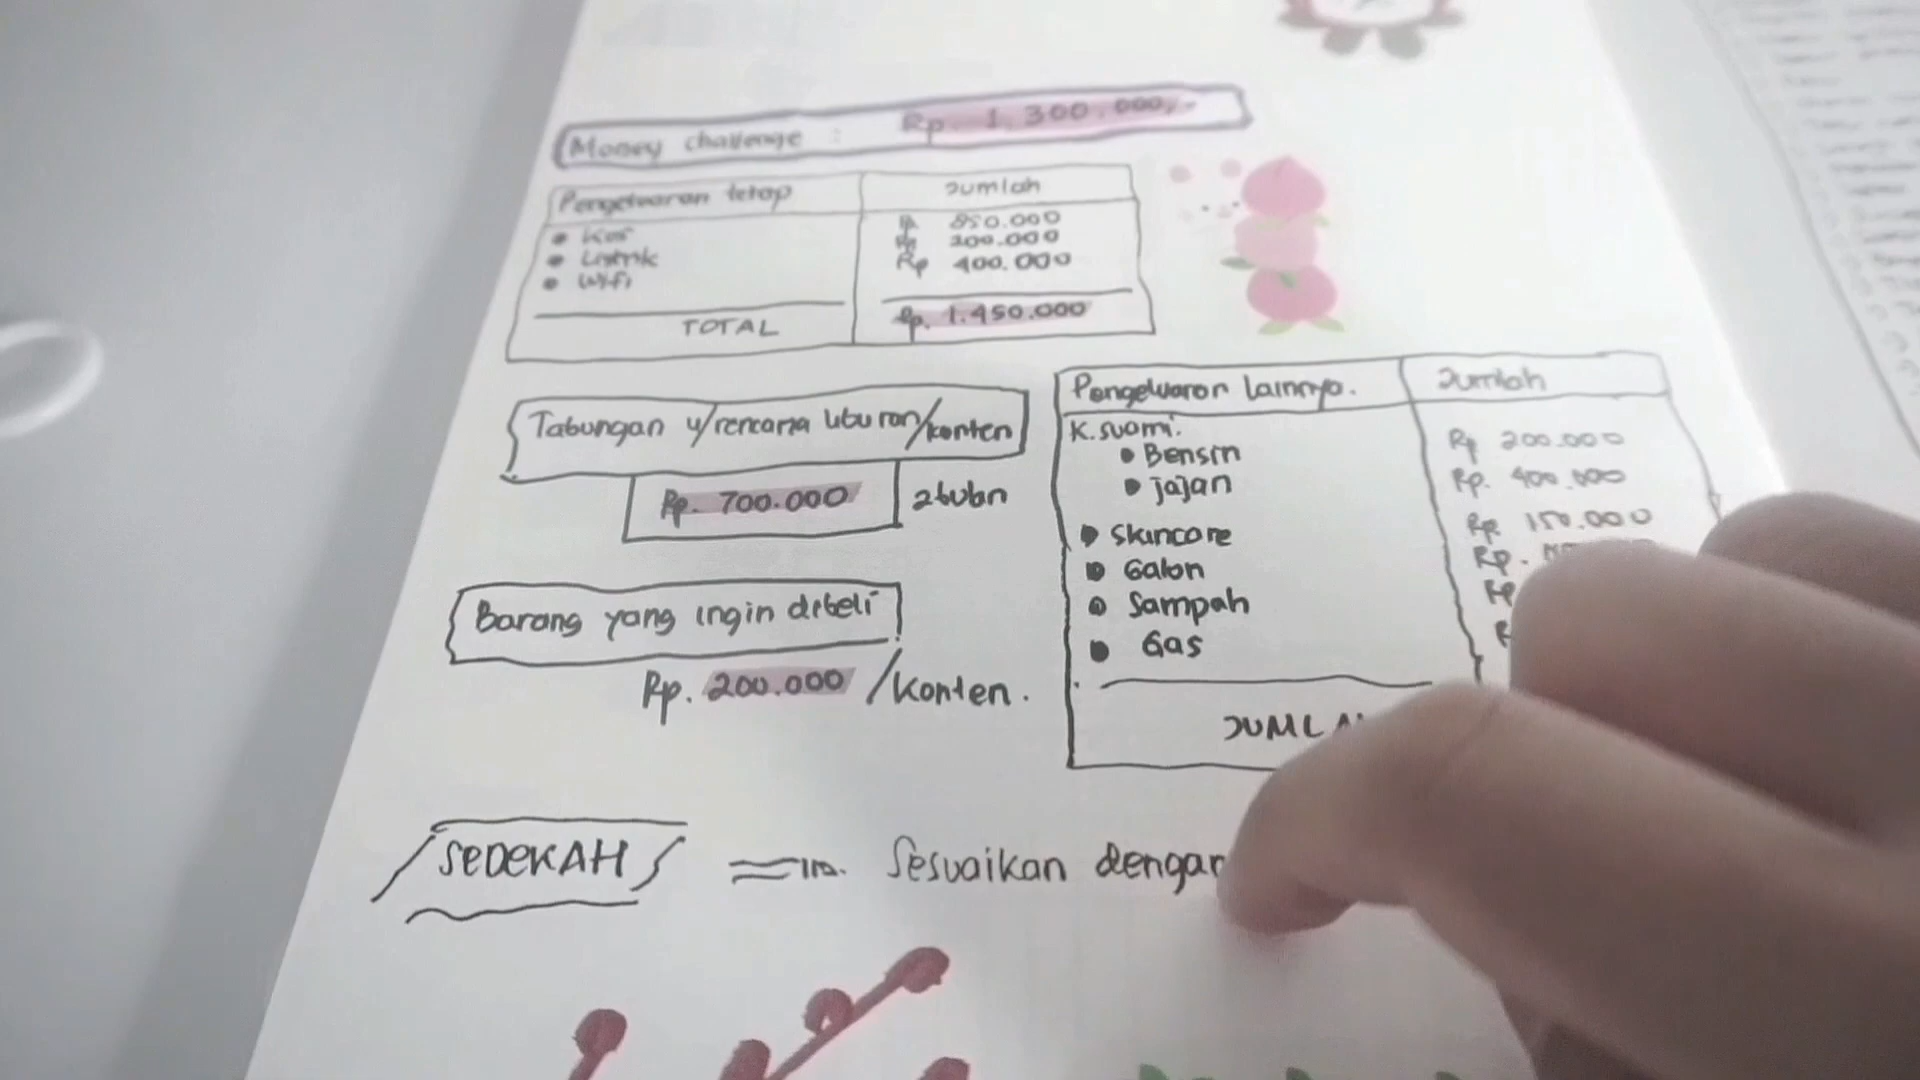 Money challenge : Rp. 1.300.000,-
Pengeluaran tetap Jumlah
• Kos Rp 850.000
• Listrik Rp 200.000
• Wifi Rp 400.000
TOTAL Rp. 1.450.000
Tabungan u/rencana liburan/konten
Rp. 700.000 2bulan
Barang yang ingin dibeli
Rp. 200.000 /Konten.
Pengeluaran lainnya. Jumlah
K.suami.
• Bensin Rp 200.000
• jajan Rp. 400.000
• Skincare Rp 150.000
• Galon Rp.
• Sampah Rp
• Gas
SEDEKAH Sesuaikan dengan